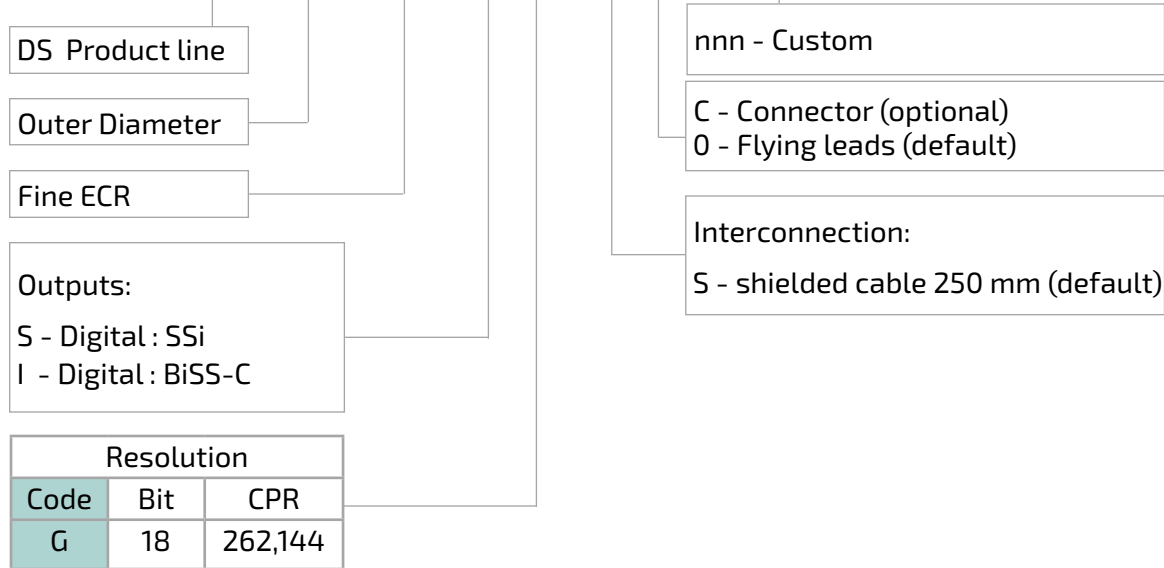 DS Product line
Outer Diameter
Fine ECR
Outputs:
S - Digital : SSi
I - Digital : BiSS-C
Resolution
Code Bit CPR
G 18 262,144
nnn - Custom
C - Connector (optional)
0 - Flying leads (default)
Interconnection:
S - shielded cable 250 mm (default)